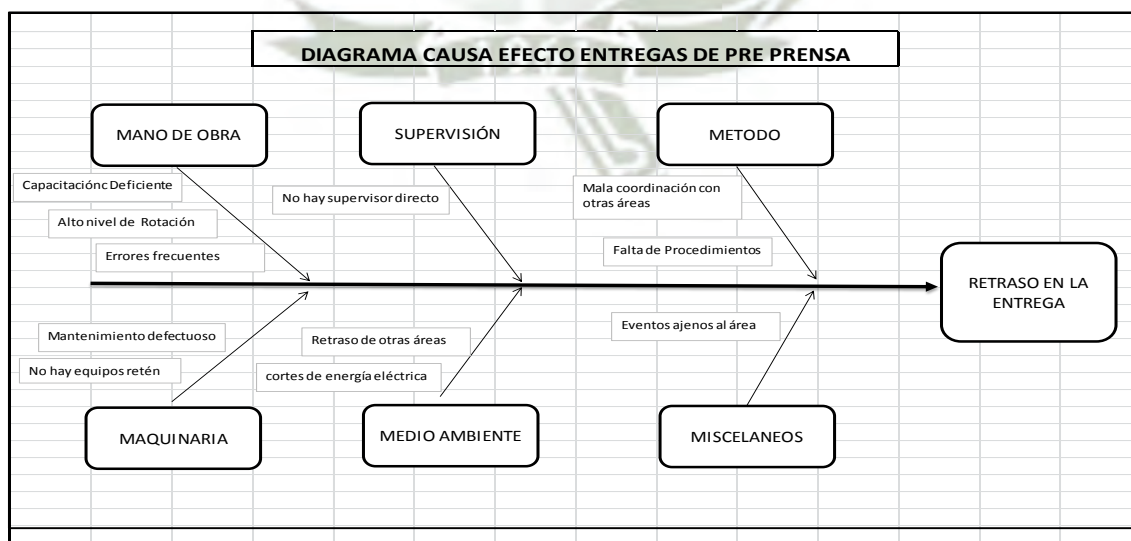 DIAGRAMA CAUSA EFECTO ENTREGAS DE PRE PRENSA
MANO DE OBRA
SUPERVISIÓN
METODO
Capacitaciónc Deficiente
Alto nivel de Rotación
Errores frecuentes
No hay supervisor directo
Mala coordinación con
otras áreas
Falta de Procedimientos
RETRASO EN LA
ENTREGA
Mantenimiento defectuoso
No hay equipos retén
Retraso de otras áreas
cortes de energía eléctrica
Eventos ajenos al área
MAQUINARIA
MEDIO AMBIENTE
MISCELANEOS